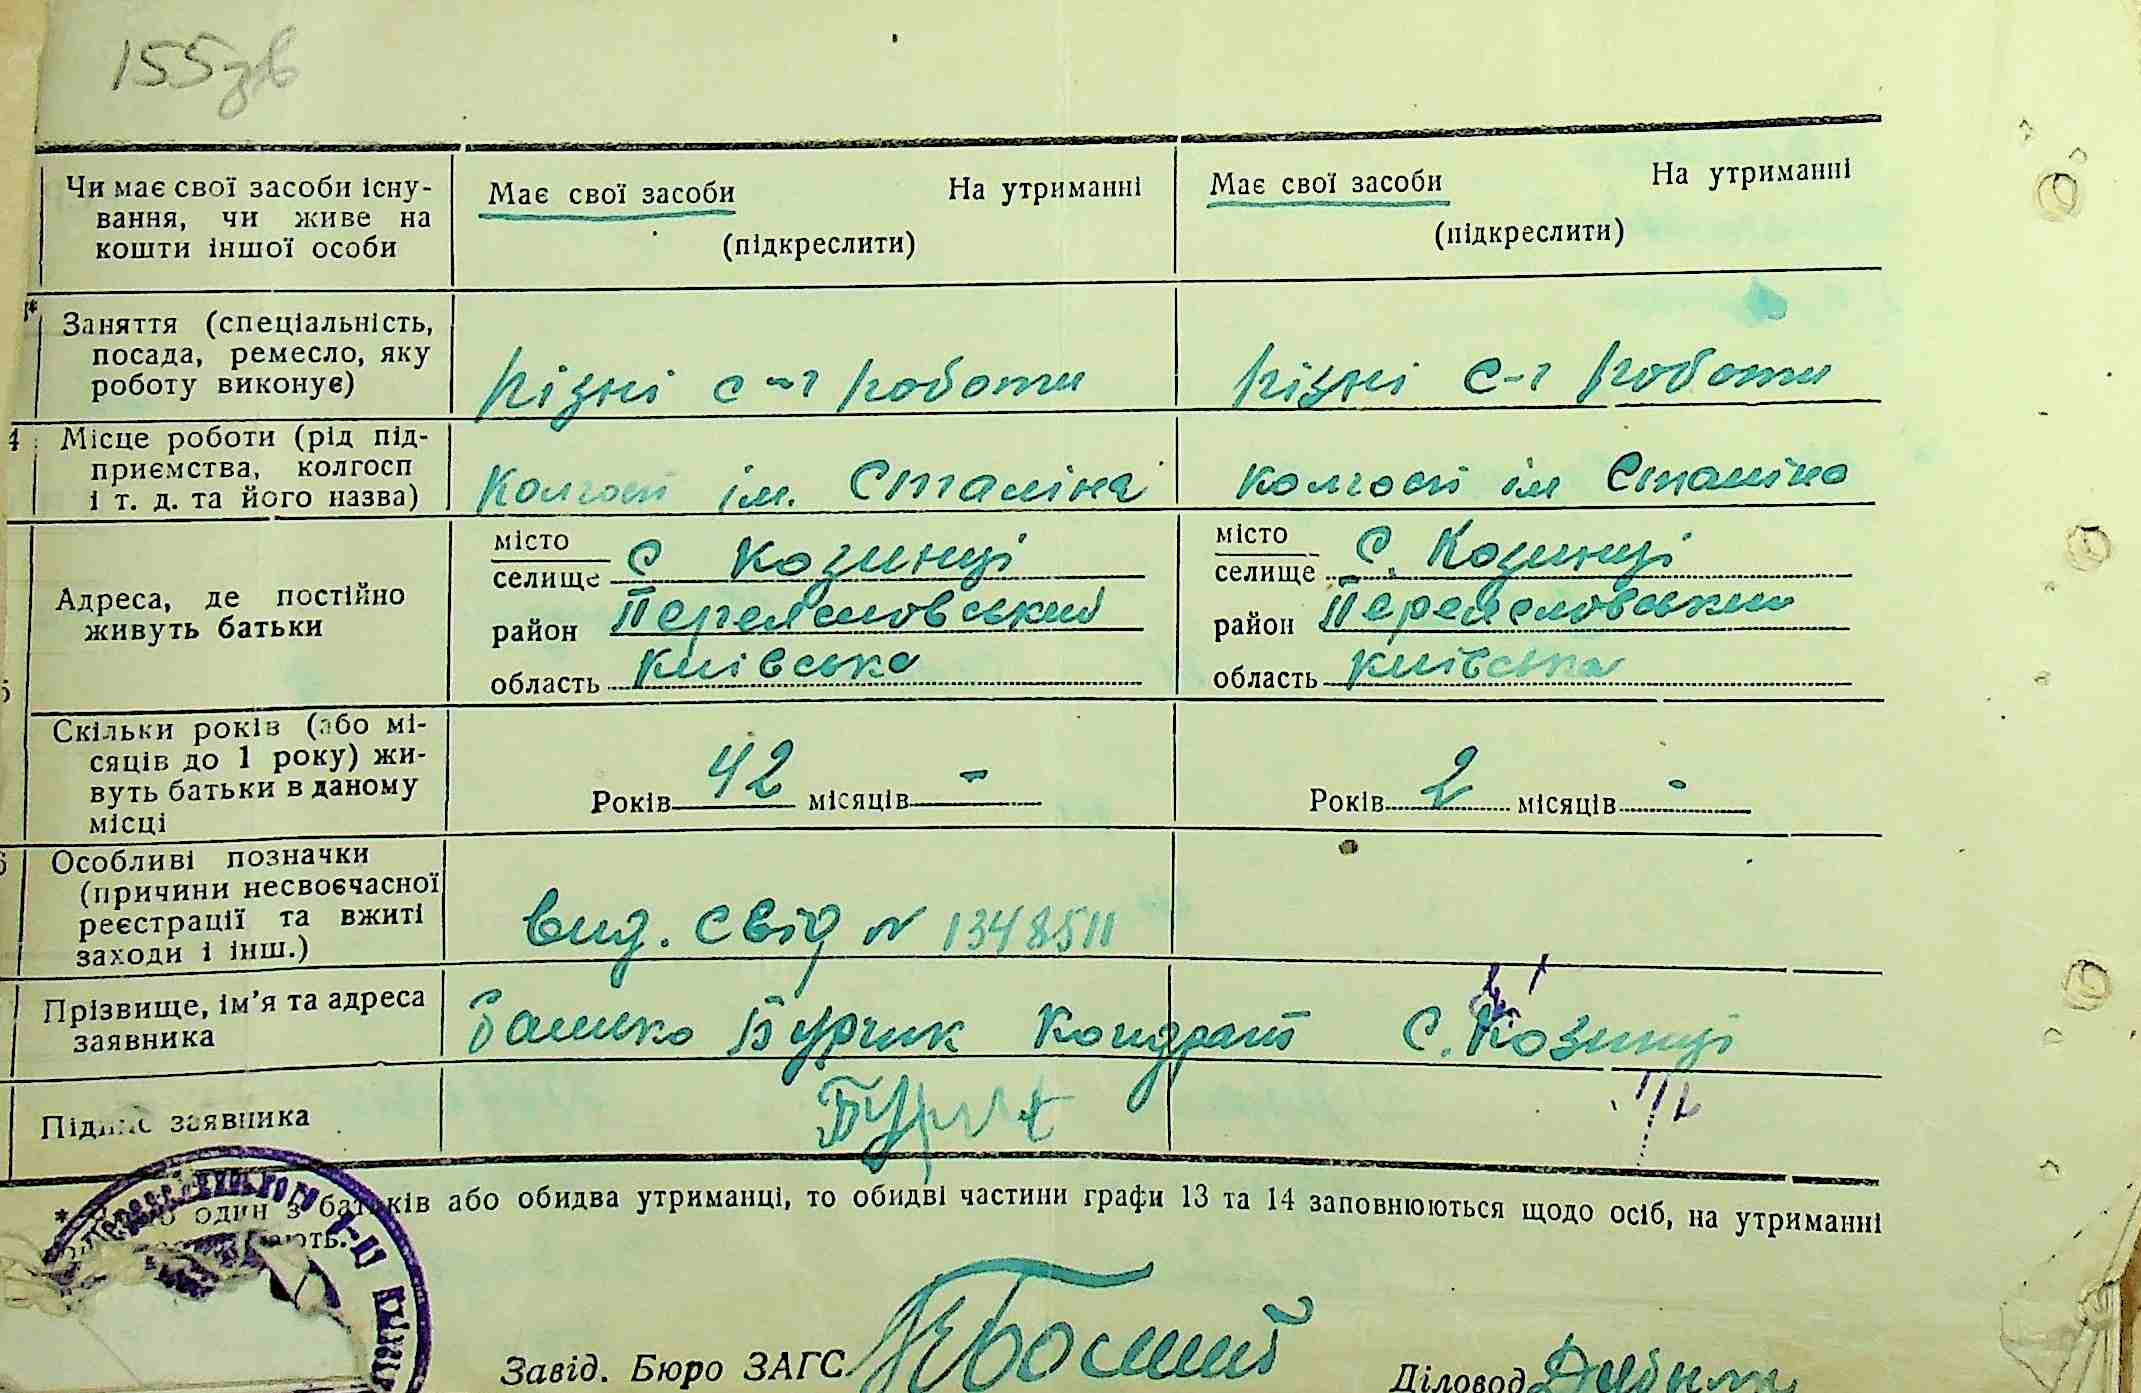 155зв
Чи має свої засоби існу-
вання, чи живе на
кошти іншої особи
Має свої засоби На утриманні
(підкреслити)
Має свої засоби На утриманні
(підкреслити)
Заняття (спеціальність,
посада, ремесло, яку
роботу виконує)
різні с-г роботи
різні с-г роботи
4
Місце роботи (рід під-
приємства, колгосп
і т. д. та його назва)
Колгосп ім. Сталіна
колгосп ім Сталіна
Адреса, де постійно
живуть батьки
місто
селище с Козинці
район Переяславський
область Київська
місто
селище с. Козинці
район Переяславський
область Київська
Скільки років (або мі-
сяців до 1 року) жи-
вуть батьки в даному
місці
Років 42 місяців -
Років 2 місяців -
Особливі позначки
(причини несвоєчасної
реєстрації та вжиті
заходи і інш.)
вид. свід № 1348511
Прізвище, ім'я та адреса
заявника
Батько Бурчик Кондрат с. Козинці
Підпис заявника
* один з батьків або обидва утриманці, то обидві частини графи 13 та 14 заповнюються щодо осіб, на утриманні
Завід. Бюро ЗАГС
Діловод